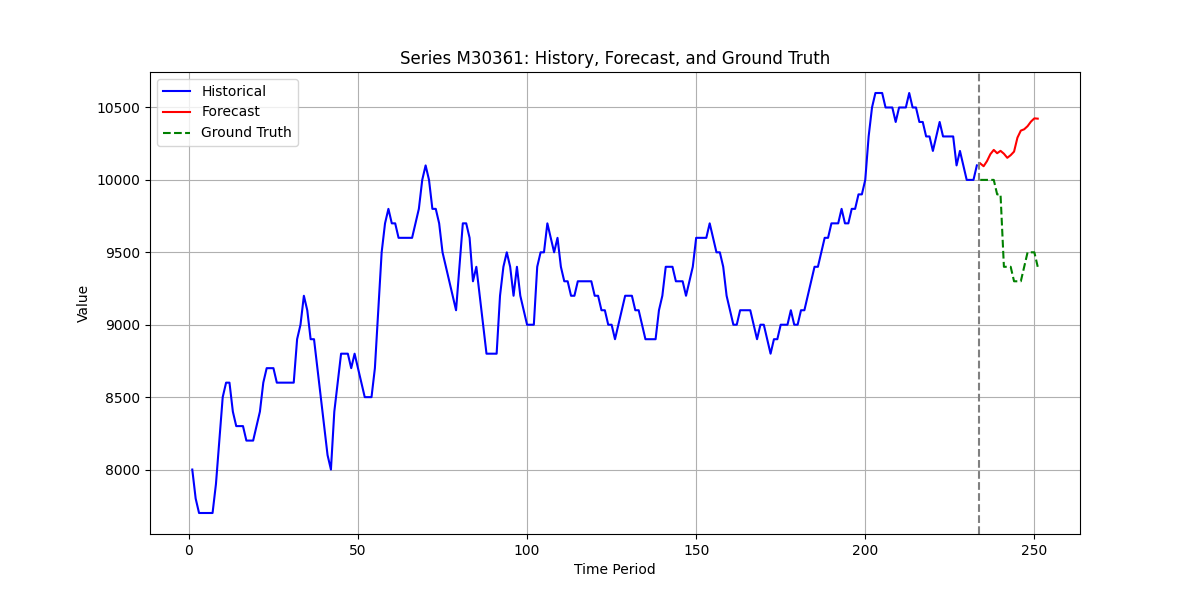 Series M30361: History, Forecast, and Ground Truth
Historical
Forecast
Ground Truth
10500
10000
9500
9000
8500
8000
Value
0 50 100 150 200 250
Time Period